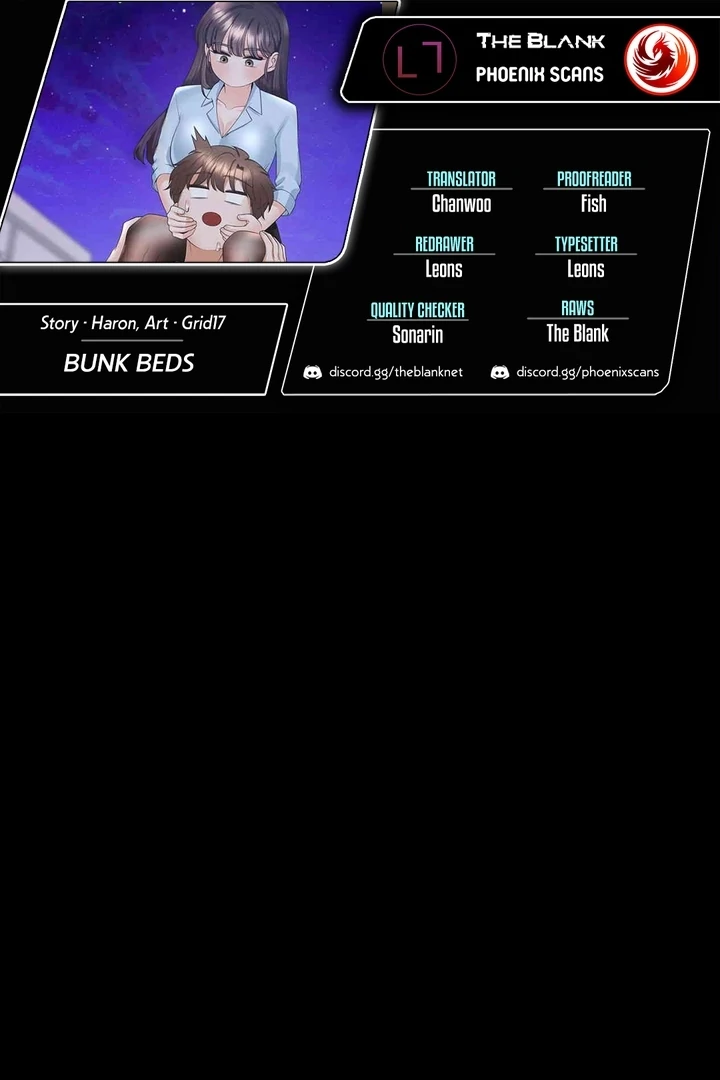 THE BLANK
PHOENIX SCANS
TRANSLATOR
Chanwoo
PROOFREADER
Fish
REDRAWER
Leons
TYPESETTER
Leons
QUALITY CHECKER
Sonarin
RAWS
The Blank
discord.gg/theblanknet
discord.gg/phoenixscans
Story · Haron, Art · Grid17
BUNK BEDS